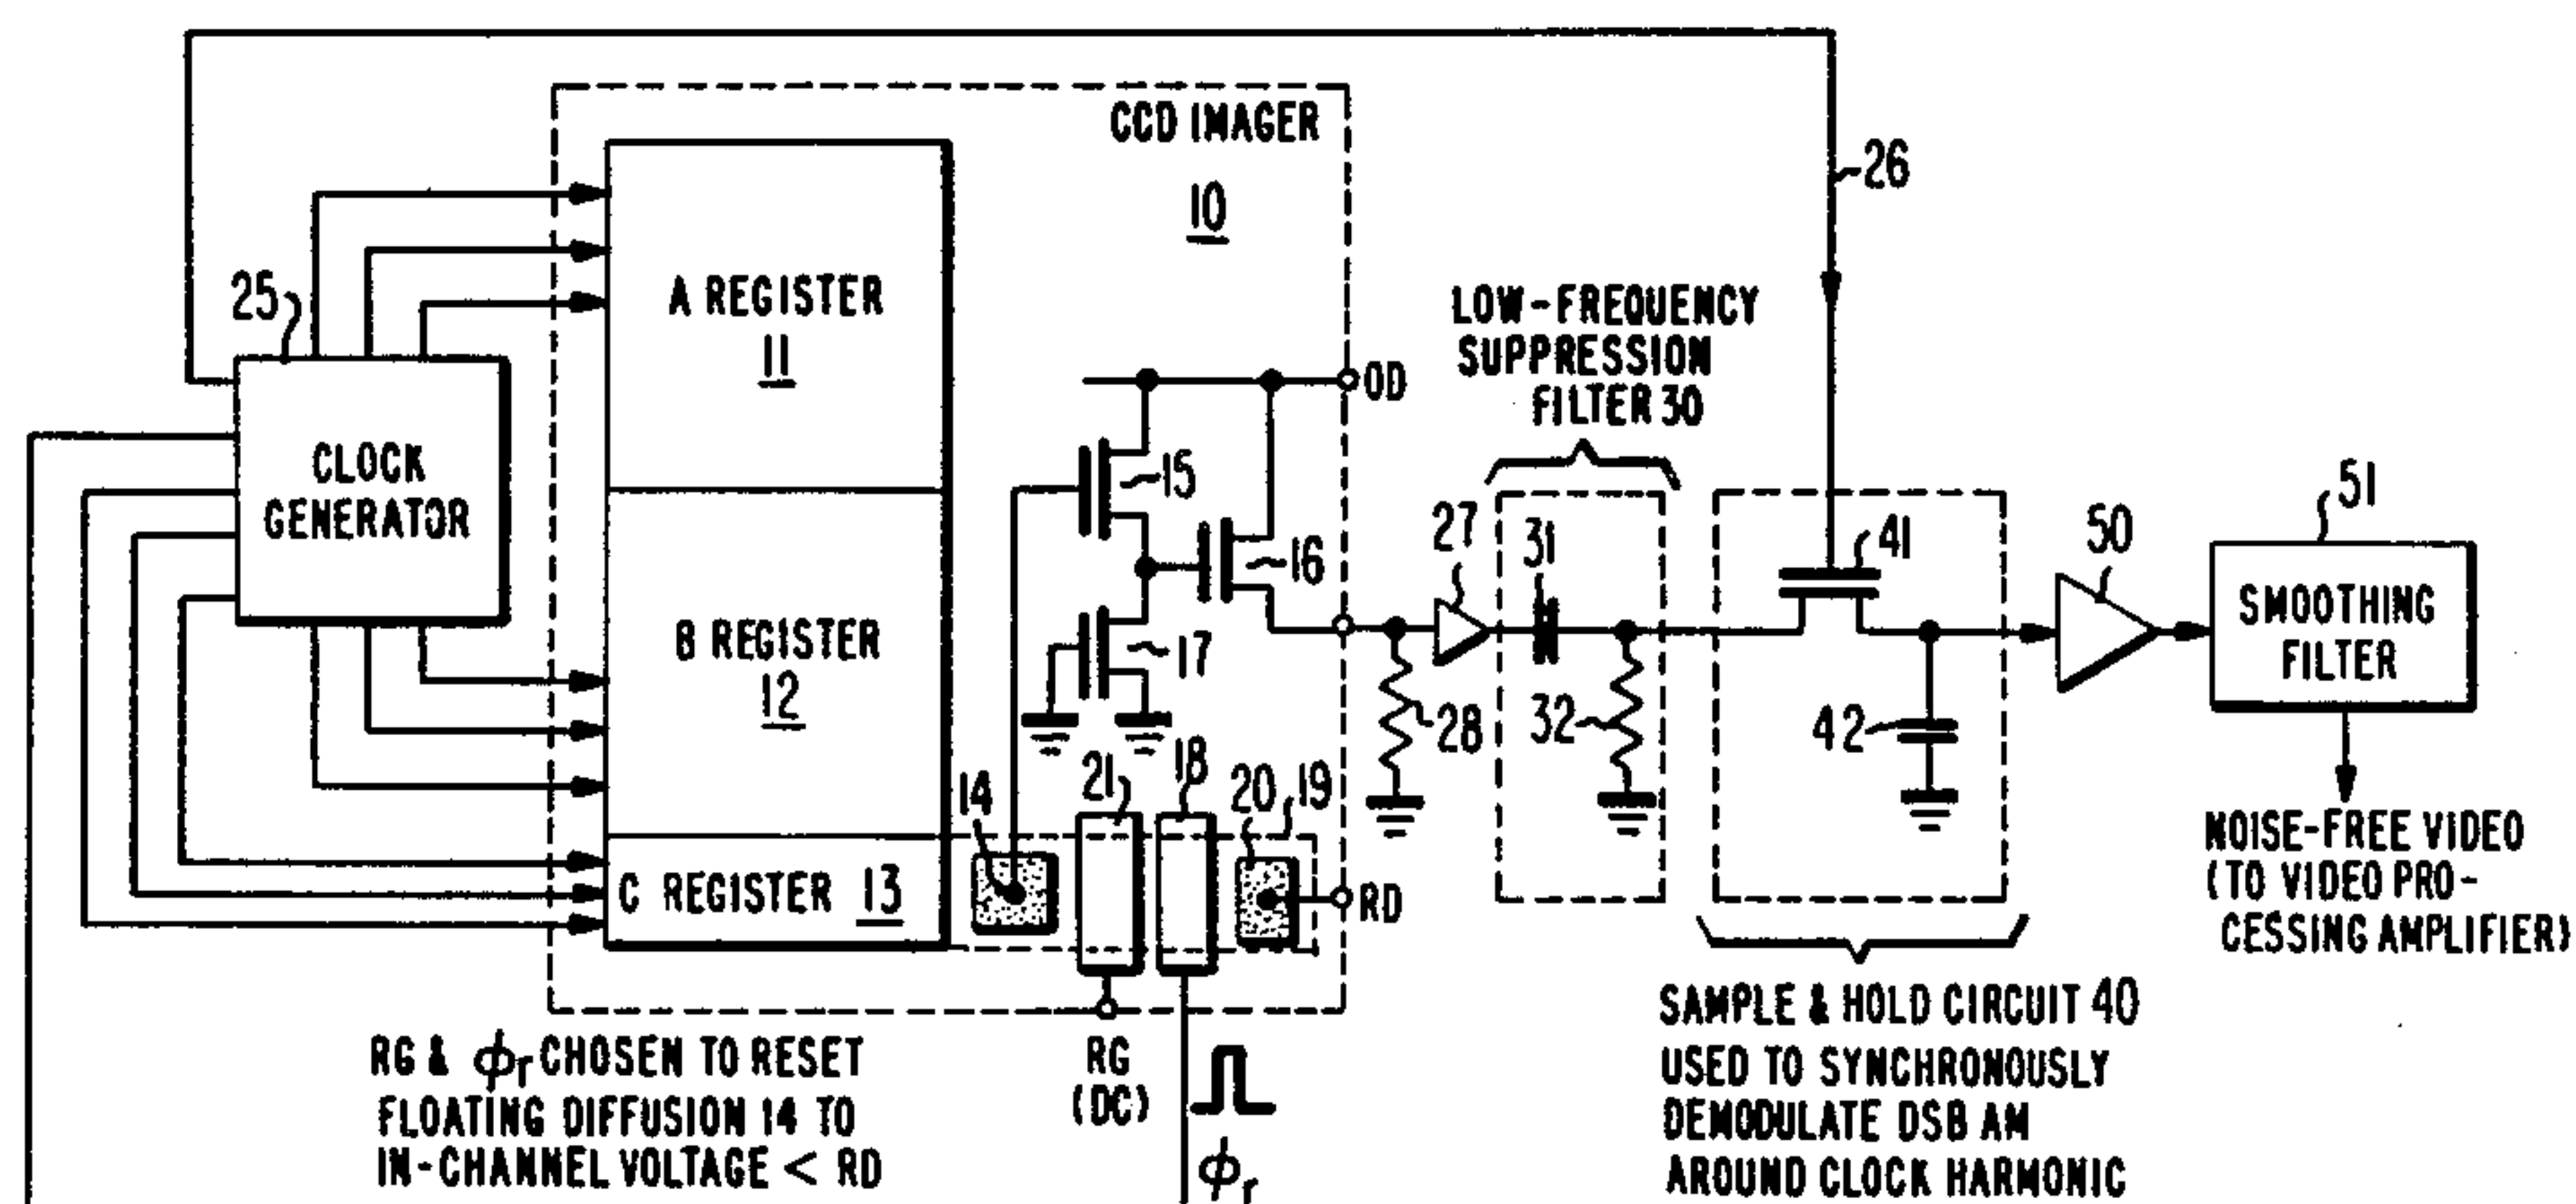 CCD IMAGER
10
26
25
A REGISTER
11
LOW-FREQUENCY
SUPPRESSION
FILTER 30
OD
CLOCK
GENERATOR
15
16
17
B REGISTER
12
27
31
41
50
51
SMOOTHING
FILTER
28
32
42
14
21
18
20
19
C REGISTER 13
RD
NOISE-FREE VIDEO
(TO VIDEO PRO-
CESSING AMPLIFIER)
RG & ϕr CHOSEN TO RESET
FLOATING DIFFUSION 14 TO
IN-CHANNEL VOLTAGE < RD
RG
(DC)
ϕr
SAMPLE & HOLD CIRCUIT 40
USED TO SYNCHRONOUSLY
DEMODULATE DSB AM
AROUND CLOCK HARMONIC